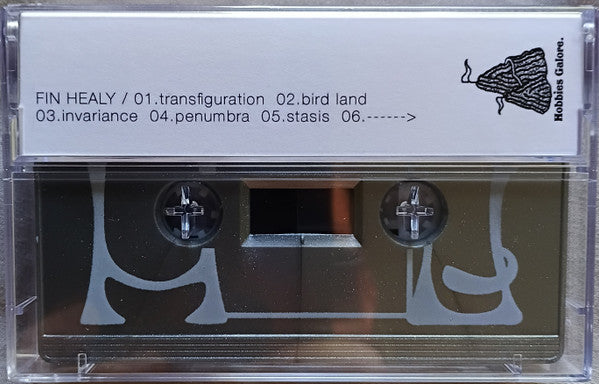 FIN HEALY / 01.transfiguration 02.bird land
03.invariance 04.penumbra 05.stasis 06.------>
Hobbies Galore.